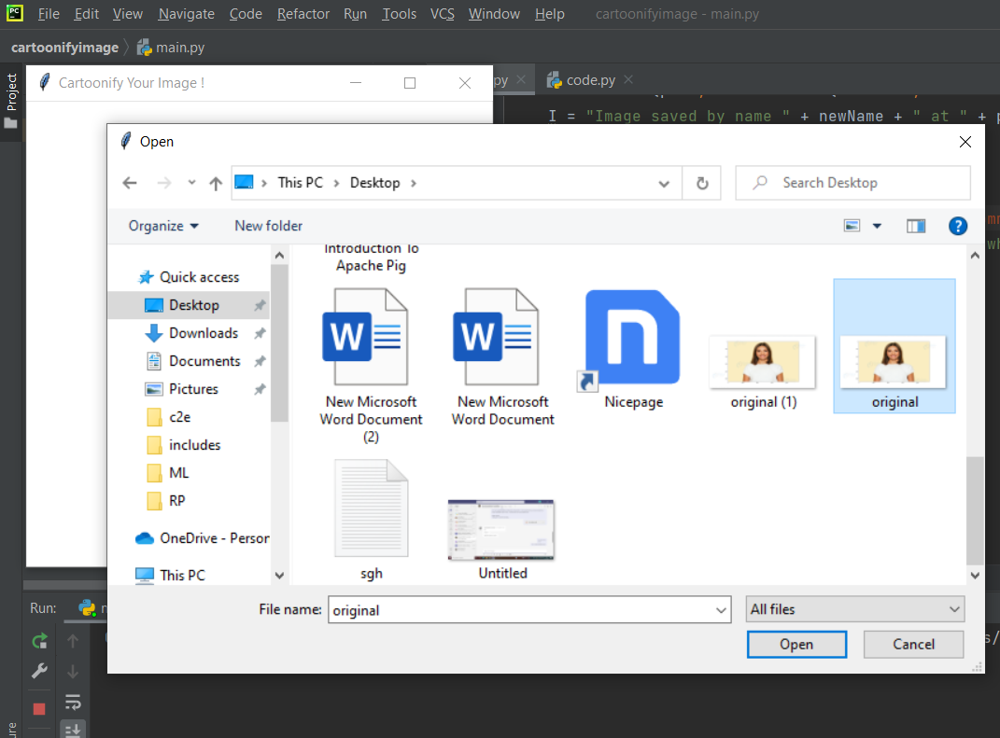 PC File Edit View Navigate Code Refactor Run Tools VCS Window Help cartoonifyimage - main.py
cartoonifyimage main.py
Project
Cartoonify Your Image !
py code.py
I = "Image saved by name " + newName + " at " + p
Open
This PC Desktop
Search Desktop
Organize New folder
?
Quick access
Desktop
Downloads
Documents
Pictures
c2e
includes
ML
RP
OneDrive - Person
This PC
Introduction To
Apache Pig
W
New Microsoft
Word Document
(2)
W
New Microsoft
Word Document
n
Nicepage
original (1)
original
sgh
Untitled
File name: original
All files
Open Cancel
Run: